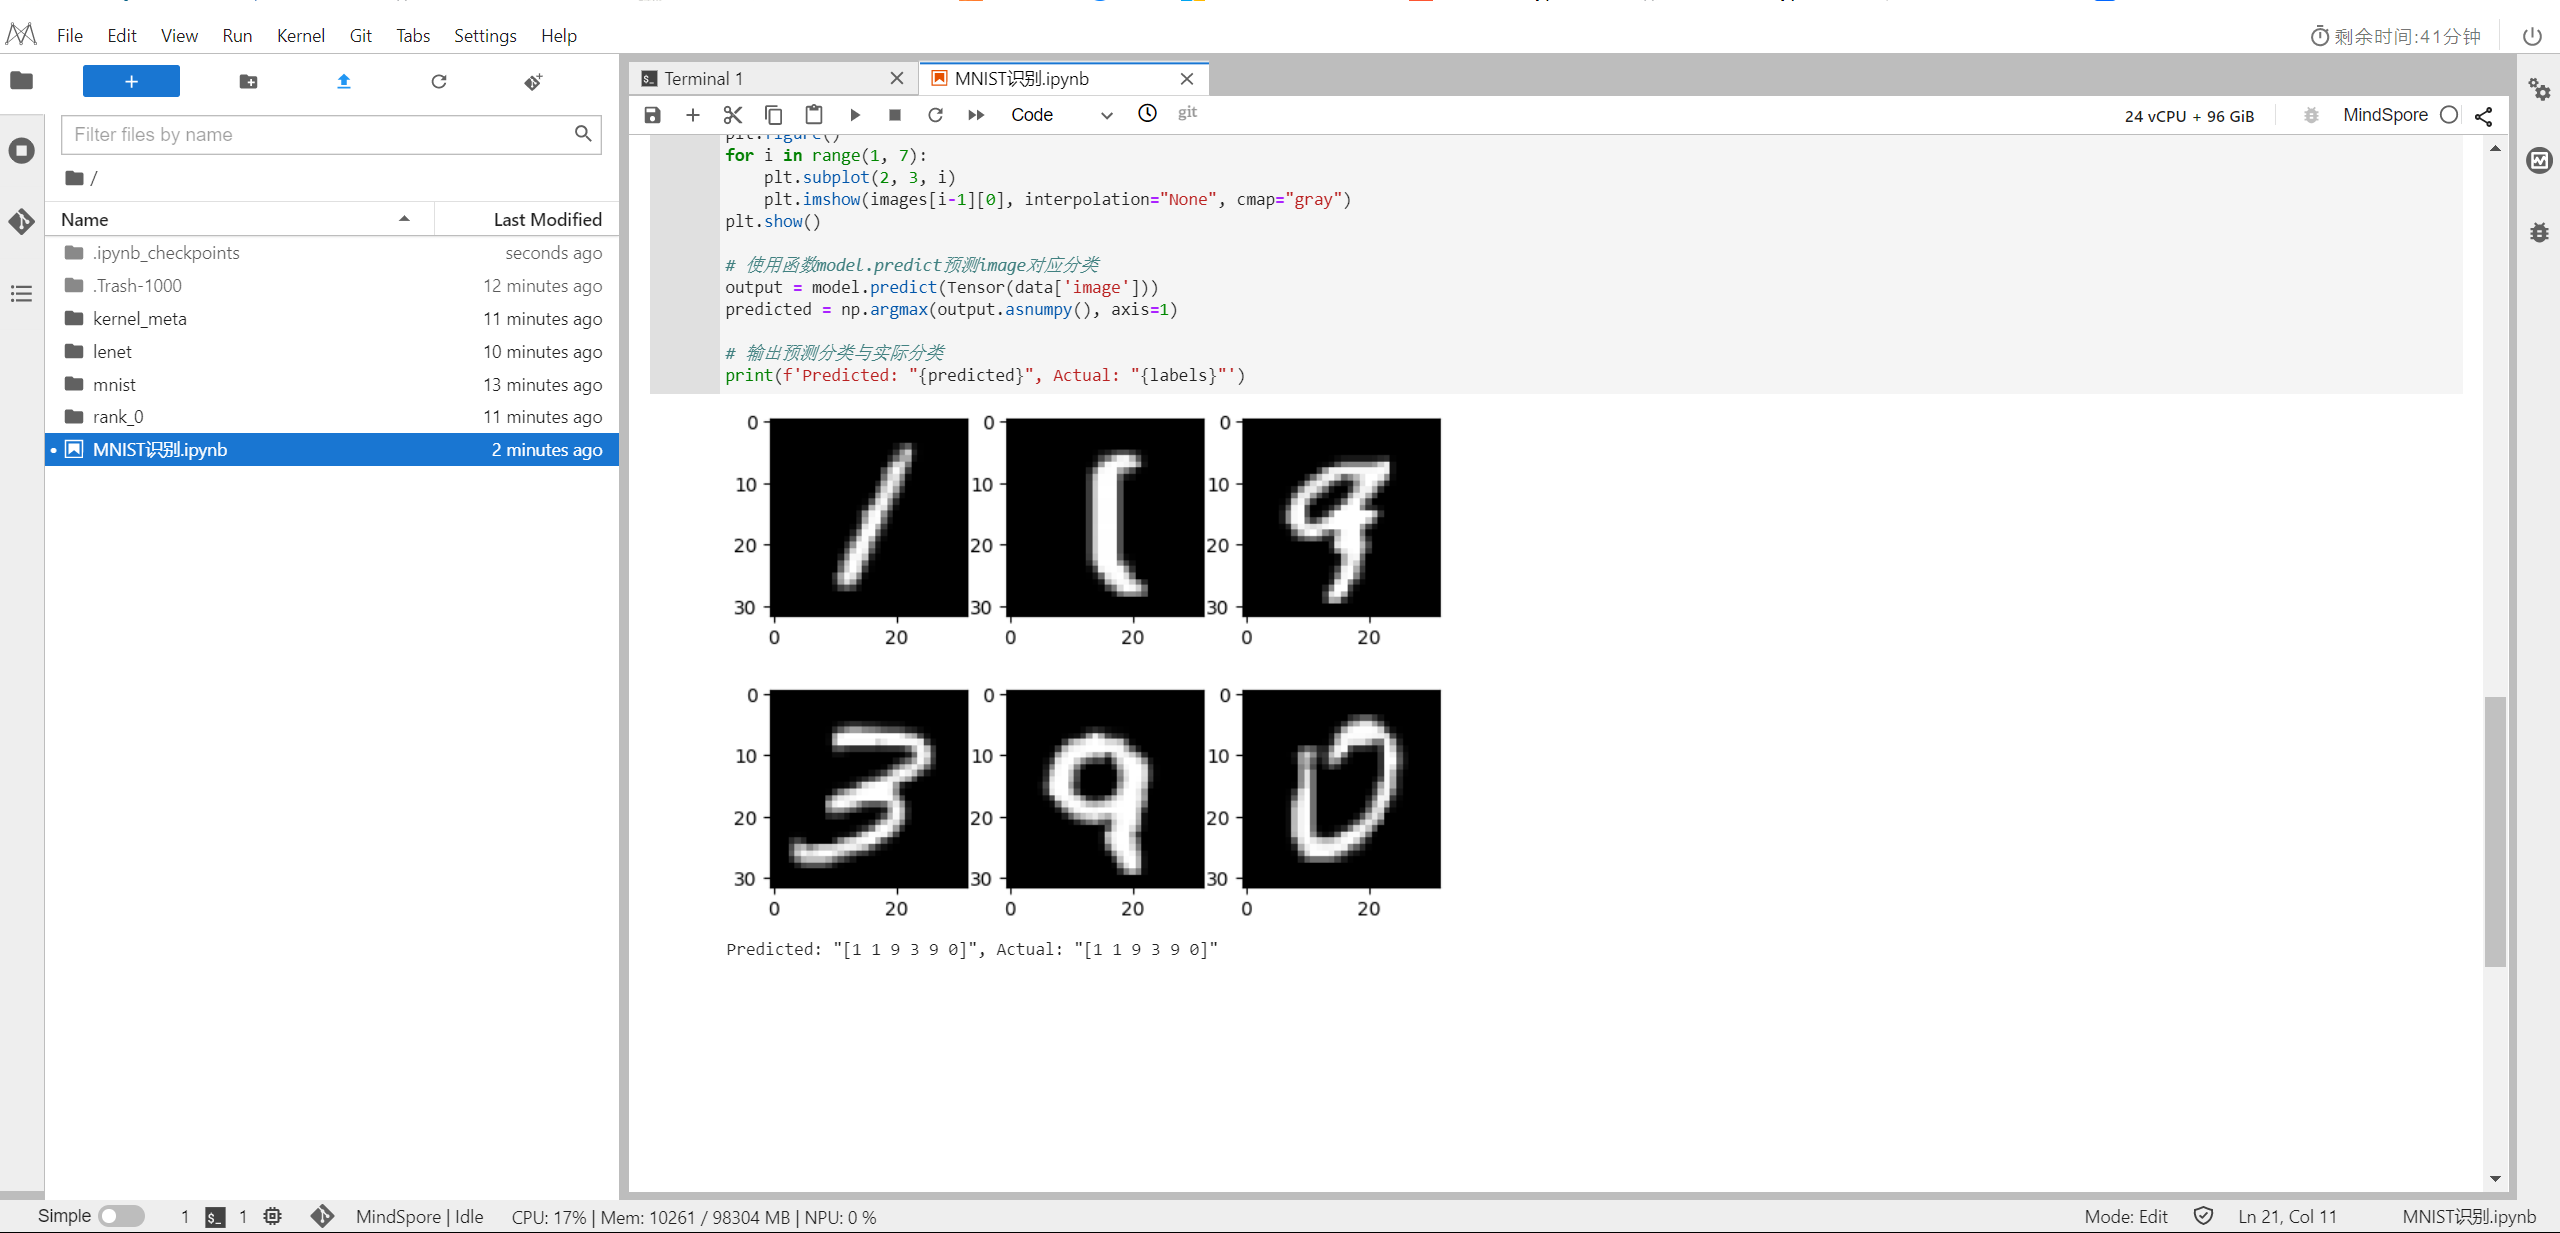 File Edit View Run Kernel Git Tabs Settings Help
剩余时间:41分钟
Filter files by name
/
Name Last Modified
.ipynb_checkpoints seconds ago
.Trash-1000 12 minutes ago
kernel_meta 11 minutes ago
lenet 10 minutes ago
mnist 13 minutes ago
rank_0 11 minutes ago
MNIST识别.ipynb 2 minutes ago
Terminal 1
MNIST识别.ipynb
Code
git
24 vCPU + 96 GiB
MindSpore
plt.figure()
for i in range(1, 7):
    plt.subplot(2, 3, i)
    plt.imshow(images[i-1][0], interpolation="None", cmap="gray")
plt.show()
# 使用函数model.predict预测image对应分类
output = model.predict(Tensor(data['image']))
predicted = np.argmax(output.asnumpy(), axis=1)
# 输出预测分类与实际分类
print(f'Predicted: "{predicted}", Actual: "{labels}"')
0 0 0
10 10 10
20 20 20
30 30 30
0 20 0 20 0 20
0 0 0
10 10 10
20 20 20
30 30 30
0 20 0 20 0 20
Predicted: "[1 1 9 3 9 0]", Actual: "[1 1 9 3 9 0]"
Simple 1 1 MindSpore | Idle CPU: 17% | Mem: 10261 / 98304 MB | NPU: 0 % Mode: Edit Ln 21, Col 11 MNIST识别.ipynb